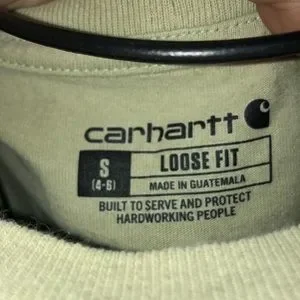 carhartt
S
(4-6)
LOOSE FIT
MADE IN GUATEMALA
BUILT TO SERVE AND PROTECT
HARDWORKING PEOPLE